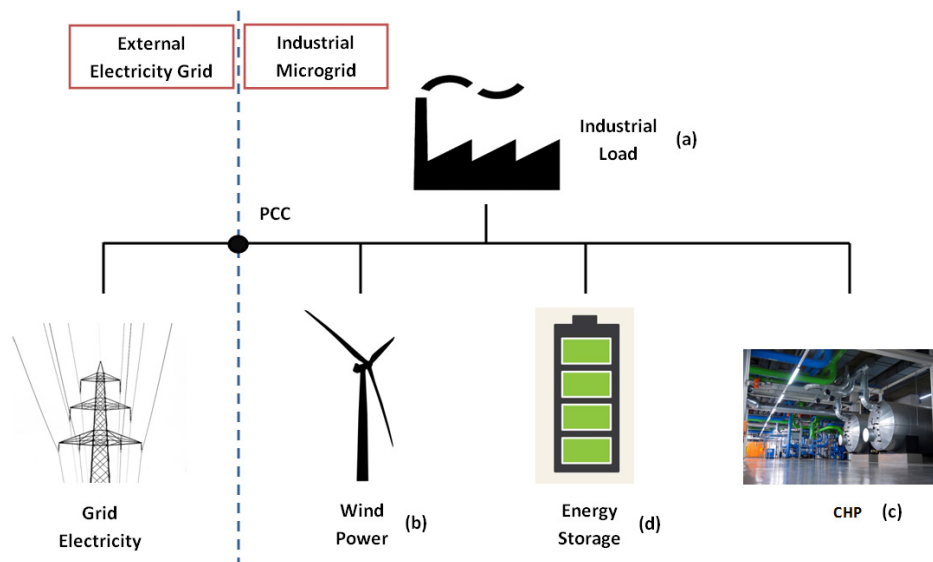 External
Electricity Grid
Industrial
Microgrid
Industrial
Load
(a)
PCC
Grid
Electricity
Wind
Power
(b)
Energy
Storage
(d)
CHP
(c)